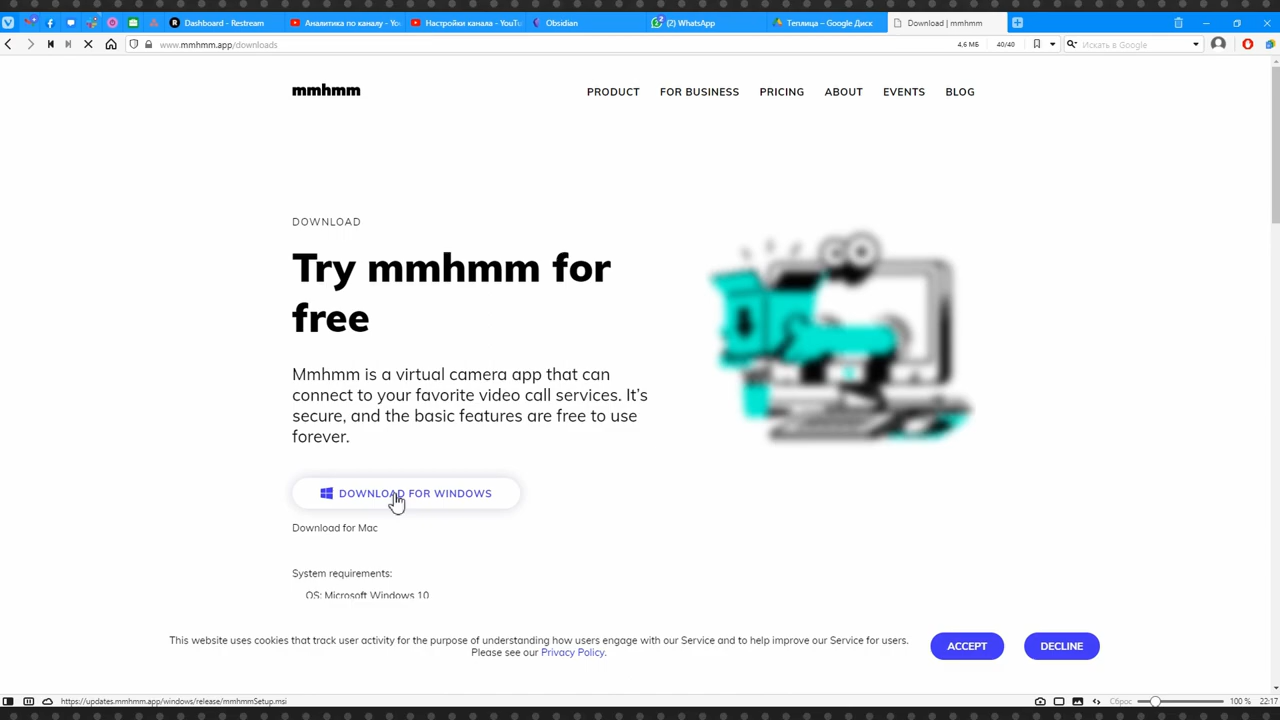 Dashboard - Restream
Аналитика по каналу - You
Настройки канала - YouTu
Obsidian
(2) WhatsApp
Теплица – Google Диск
Download | mmhmm
www.mmhmm.app/downloads
4,6 МБ
40/40
Искать в Google
mmhmm
PRODUCT
FOR BUSINESS
PRICING
ABOUT
EVENTS
BLOG
DOWNLOAD
Try mmhmm for
free
Mmhmm is a virtual camera app that can
connect to your favorite video call services. It's
secure, and the basic features are free to use
forever.
DOWNLOAD FOR WINDOWS
Download for Mac
System requirements:
OS: Microsoft Windows 10
This website uses cookies that track user activity for the purpose of understanding how users engage with our Service and to help improve our Service for users.
Please see our Privacy Policy.
ACCEPT
DECLINE
https://updates.mmhmm.app/windows/release/mmhmmSetup.msi
Сброс
100 %
22:17